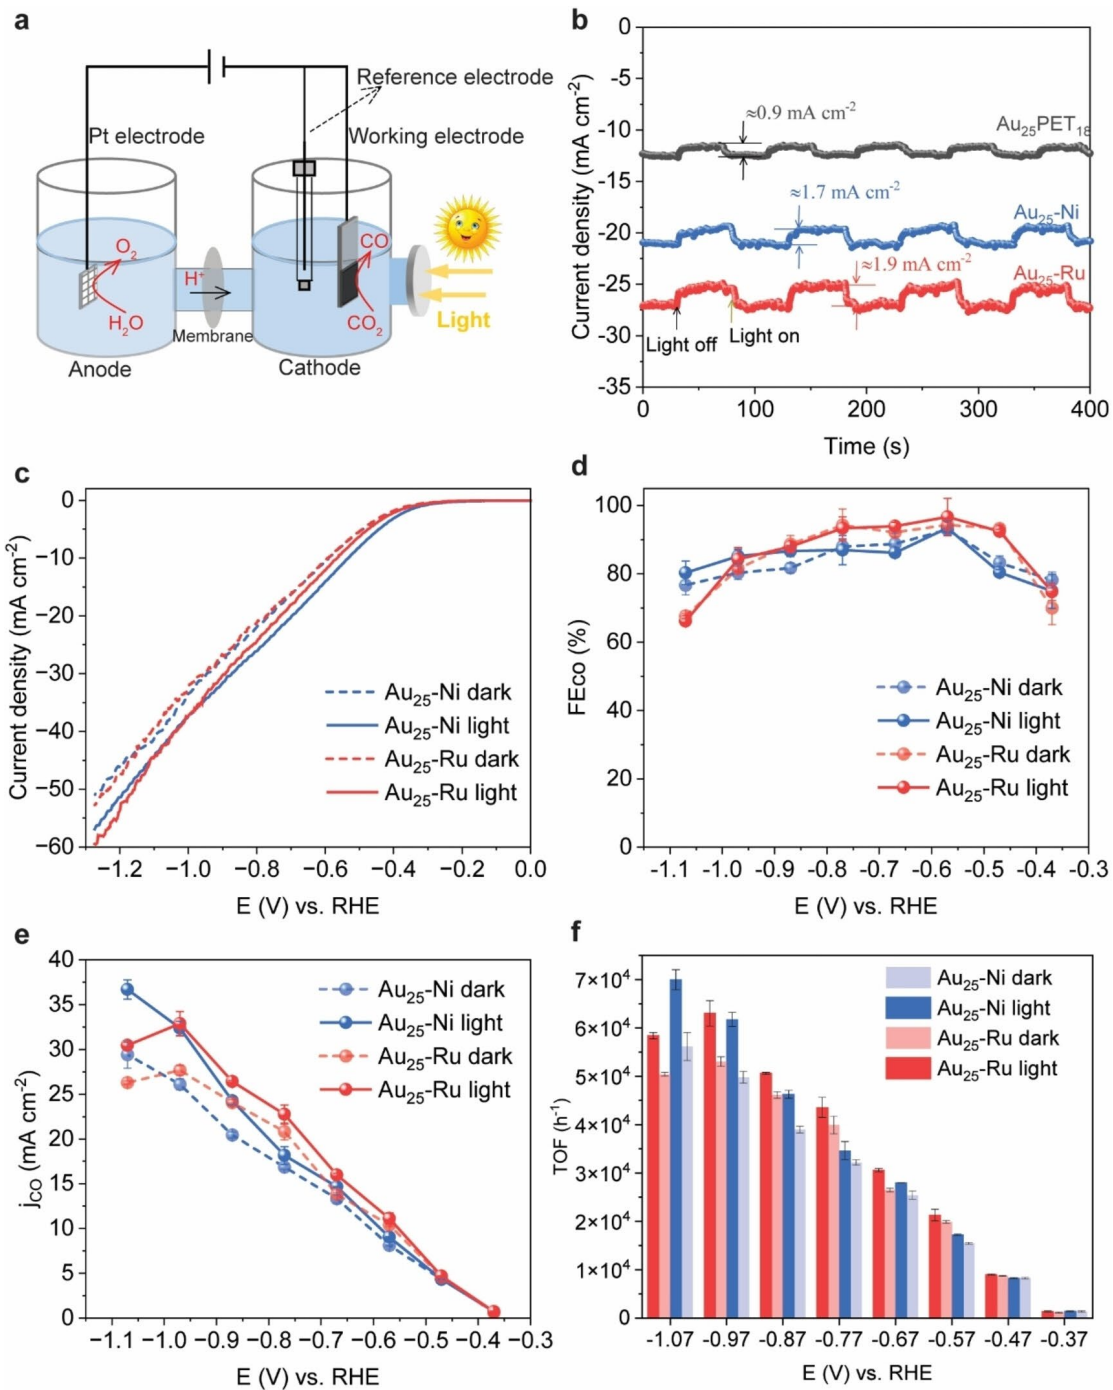 a
Reference electrode
Pt electrode
Working electrode
O₂
H⁺
CO
H₂O
CO₂
Light
Membrane
Anode
Cathode
b
Current density (mA cm⁻²)
0
-5
-10
-15
-20
-25
-30
-35
≈0.9 mA cm⁻²
Au₂₅PET₁₈
≈1.7 mA cm⁻²
Au₂₅-Ni
≈1.9 mA cm⁻²
Au₂₅-Ru
Light off
Light on
0 100 200 300 400
Time (s)
c
Current density (mA cm⁻²)
0
−10
−20
−30
−40
−50
−60
Au₂₅-Ni dark
Au₂₅-Ni light
Au₂₅-Ru dark
Au₂₅-Ru light
−1.2 −1.0 −0.8 −0.6 −0.4 −0.2 0.0
E (V) vs. RHE
d
FEco (%)
100
80
60
40
20
0
Au₂₅-Ni dark
Au₂₅-Ni light
Au₂₅-Ru dark
Au₂₅-Ru light
-1.1 -1.0 -0.9 -0.8 -0.7 -0.6 -0.5 -0.4 -0.3
E (V) vs. RHE
e
jCO (mA cm⁻²)
40
35
30
25
20
15
10
5
0
Au₂₅-Ni dark
Au₂₅-Ni light
Au₂₅-Ru dark
Au₂₅-Ru light
−1.1 −1.0 −0.9 −0.8 −0.7 −0.6 −0.5 −0.4 −0.3
E (V) vs. RHE
f
TOF (h⁻¹)
7×10⁴
6×10⁴
5×10⁴
4×10⁴
3×10⁴
2×10⁴
1×10⁴
0
Au₂₅-Ni dark
Au₂₅-Ni light
Au₂₅-Ru dark
Au₂₅-Ru light
-1.07 -0.97 -0.87 -0.77 -0.67 -0.57 -0.47 -0.37
E (V) vs. RHE